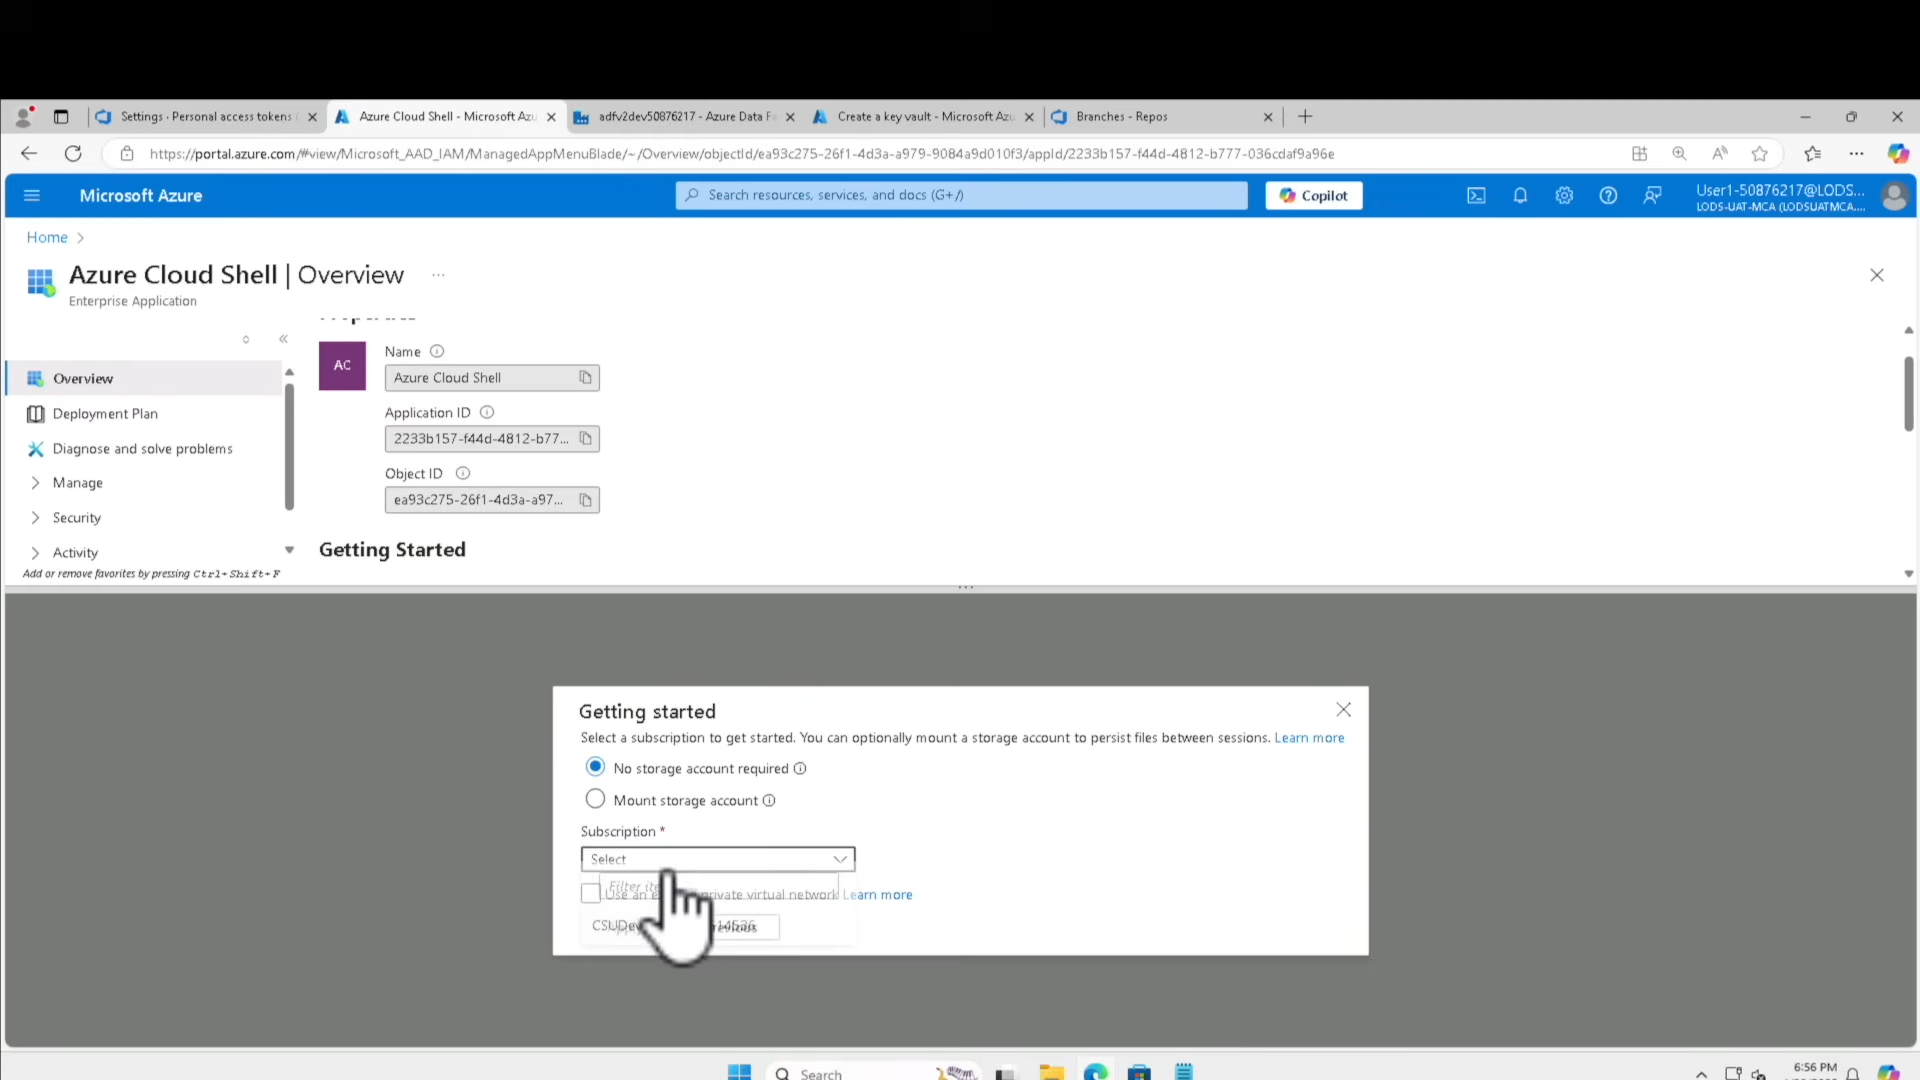 Settings · Personal access tokens
Azure Cloud Shell - Microsoft Azu
adfv2dev50876217 - Azure Data F
Create a key vault - Microsoft Azu
Branches - Repos
https://portal.azure.com/#view/Microsoft_AAD_IAM/ManagedAppMenuBlade/~/Overview/objectId/ea93c275-26f1-4d3a-a979-9084a9d010f3/appId/2233b157-f44d-4812-b777-036cdaf9a96e
Microsoft Azure
Search resources, services, and docs (G+/)
Copilot
User1-50876217@LODS...
LODS-UAT-MCA (LODSUATMCA....
Home
Azure Cloud Shell | Overview
Enterprise Application
AC
Name
Azure Cloud Shell
Application ID
2233b157-f44d-4812-b77...
Object ID
ea93c275-26f1-4d3a-a97...
Getting Started
Overview
Deployment Plan
Diagnose and solve problems
Manage
Security
Activity
Add or remove favorites by pressing Ctrl+Shift+F
Getting started
Select a subscription to get started. You can optionally mount a storage account to persist files between sessions. Learn more
No storage account required
Mount storage account
Subscription *
Select
Filter
Use an private virtual network Learn more
Search
6:56 PM